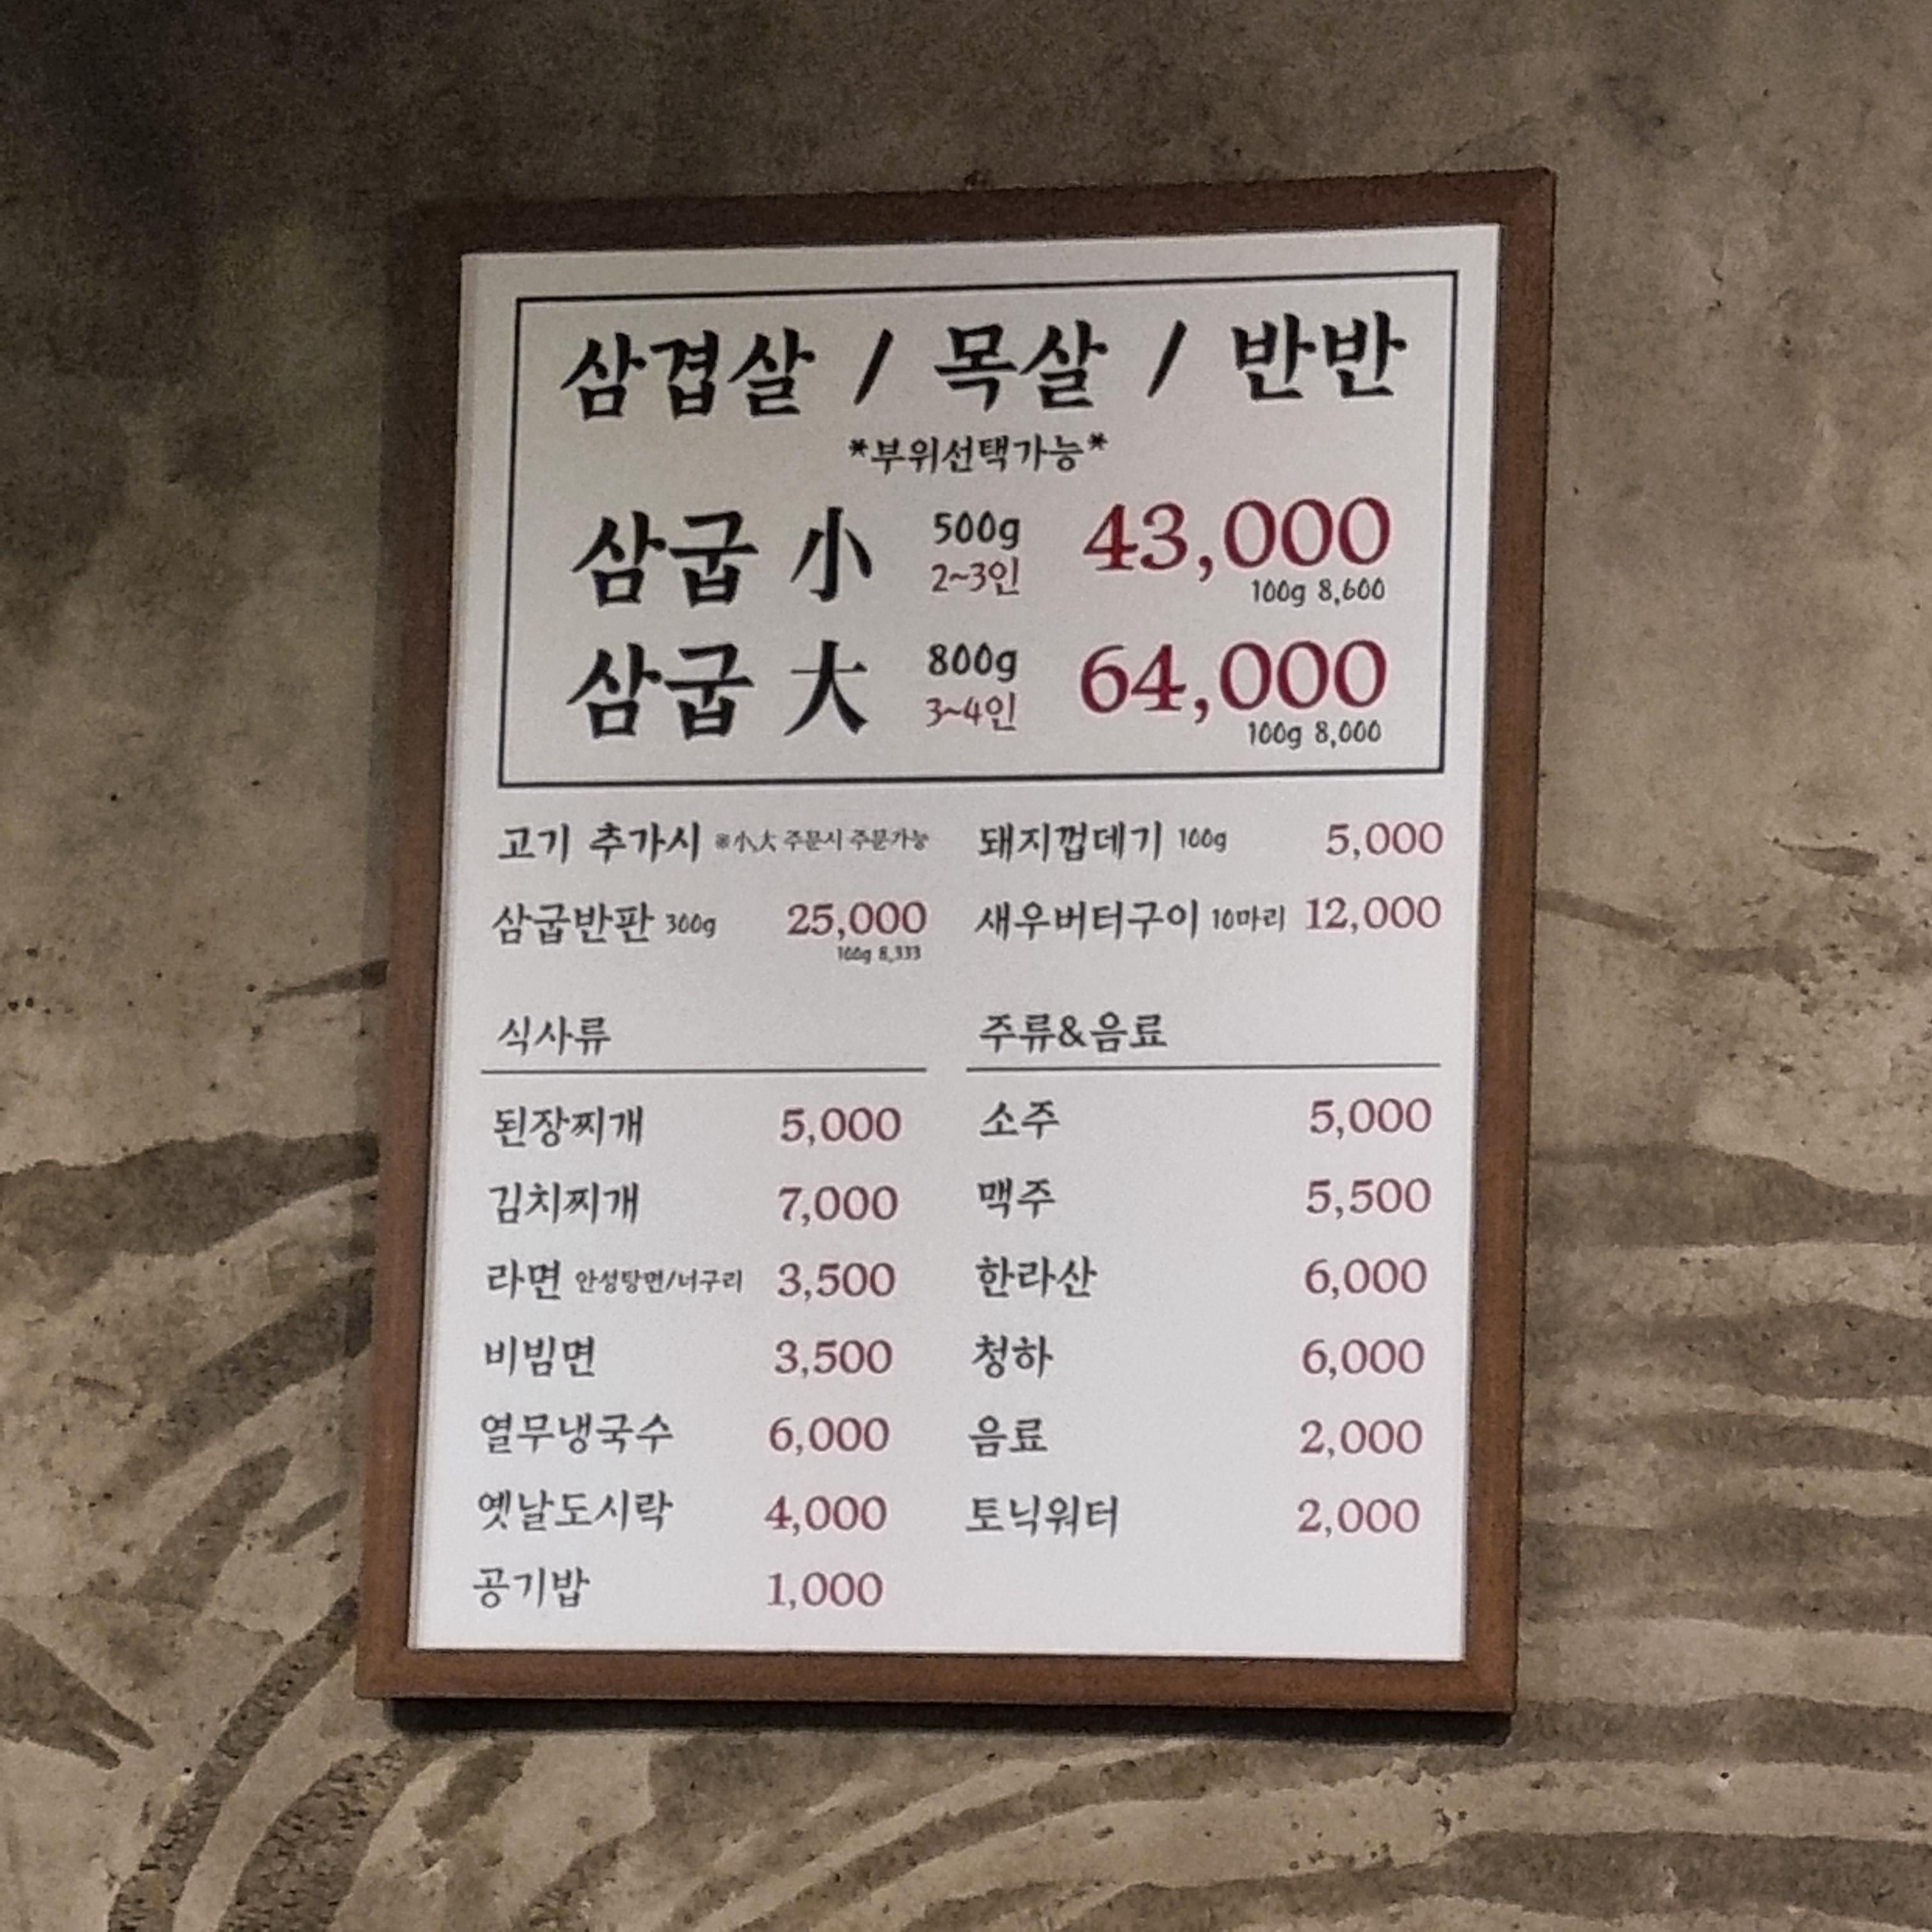 삼겹살 / 목살 / 반반
*부위선택가능*
삼굽 小 500g 2~3인 43,000
100g 8,600
삼굽 大 800g 3~4인 64,000
100g 8,000
고기 추가시 ※小,大 주문시 주문가능
삼굽반판 300g 25,000
100g 8,333
돼지껍데기 100g 5,000
새우버터구이 10마리 12,000
식사류
된장찌개 5,000
김치찌개 7,000
라면 안성탕면/너구리 3,500
비빔면 3,500
열무냉국수 6,000
옛날도시락 4,000
공기밥 1,000
주류&음료
소주 5,000
맥주 5,500
한라산 6,000
청하 6,000
음료 2,000
토닉워터 2,000